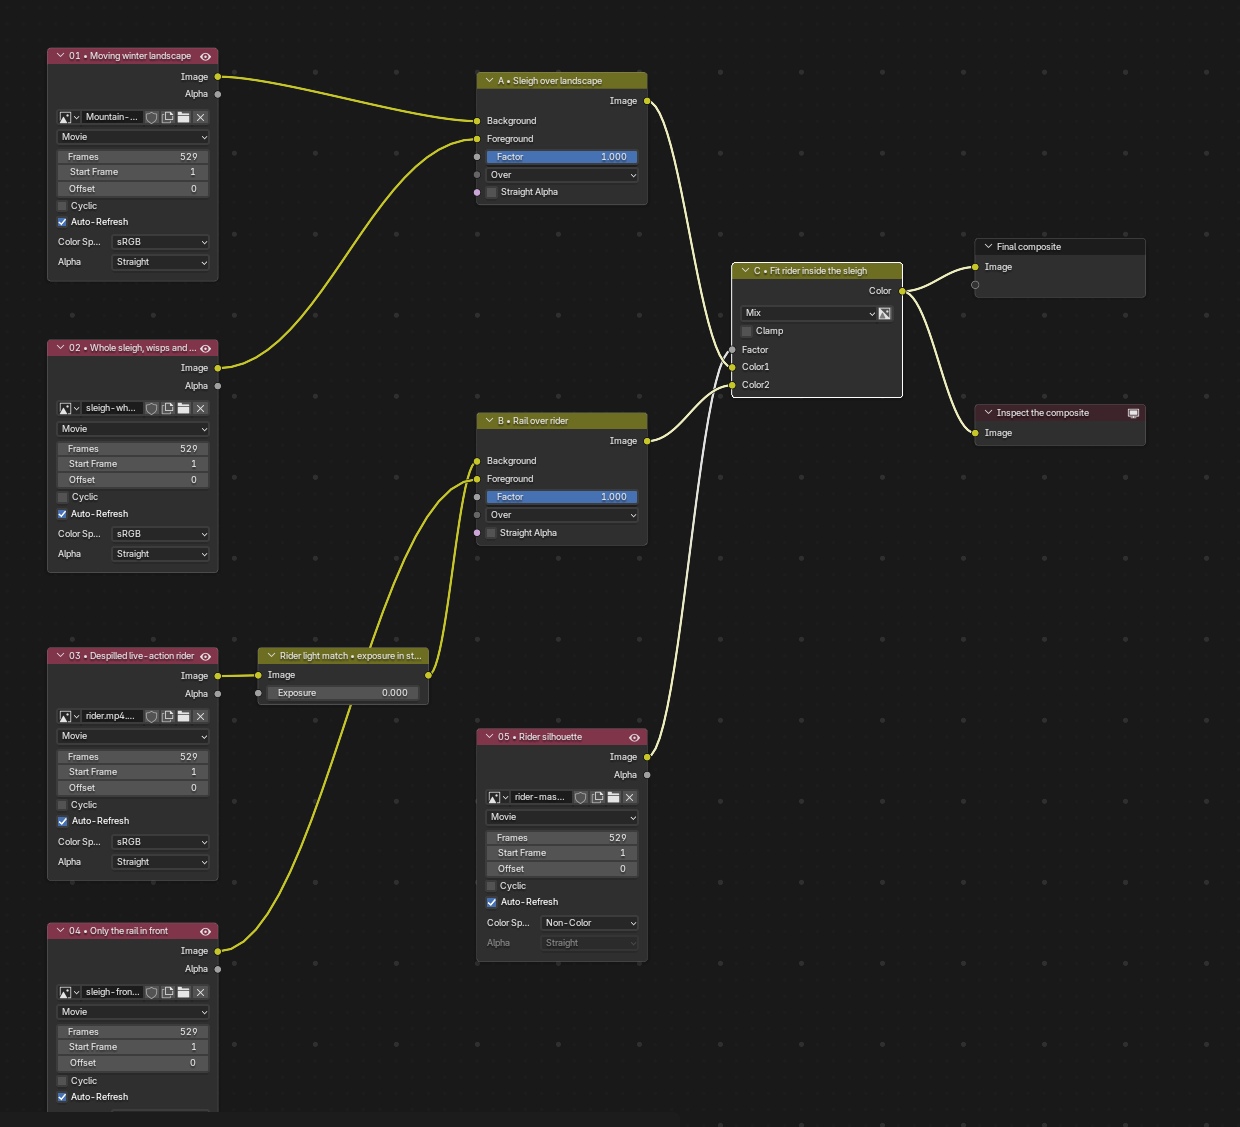 01 • Moving winter landscape
Image
Alpha
Mountain-...
Movie
Frames 529
Start Frame 1
Offset 0
Cyclic
Auto-Refresh
Color Sp... sRGB
Alpha Straight
02 • Whole sleigh, wisps and ...
Image
Alpha
sleigh-wh...
Movie
Frames 529
Start Frame 1
Offset 0
Cyclic
Auto-Refresh
Color Sp... sRGB
Alpha Straight
03 • Despilled live-action rider
Image
Alpha
rider.mp4....
Movie
Frames 529
Start Frame 1
Offset 0
Cyclic
Auto-Refresh
Color Sp... sRGB
Alpha Straight
04 • Only the rail in front
Image
Alpha
sleigh-fron...
Movie
Frames 529
Start Frame 1
Offset 0
Cyclic
Auto-Refresh
Rider light match • exposure in st...
Image
Exposure 0.000
A • Sleigh over landscape
Image
Background
Foreground
Factor 1.000
Over
Straight Alpha
B • Rail over rider
Image
Background
Foreground
Factor 1.000
Over
Straight Alpha
05 • Rider silhouette
Image
Alpha
rider-mas...
Movie
Frames 529
Start Frame 1
Offset 0
Cyclic
Auto-Refresh
Color Sp... Non-Color
Alpha Straight
C • Fit rider inside the sleigh
Color
Mix
Clamp
Factor
Color1
Color2
Final composite
Image
Inspect the composite
Image